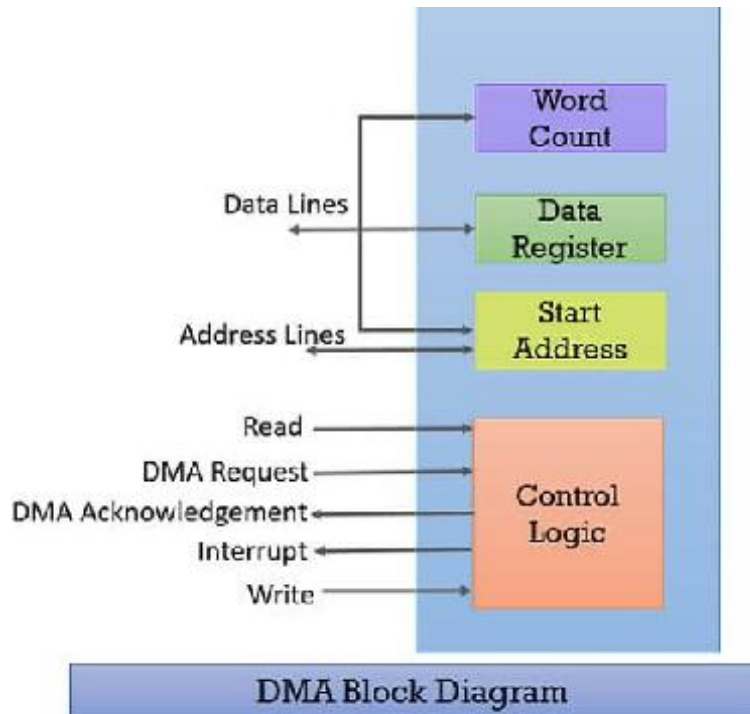 Word
Count
Data Lines
Data
Register
Start
Address
Address Lines
Read
DMA Request
DMA Acknowledgement
Interrupt
Write
Control
Logic
DMA Block Diagram